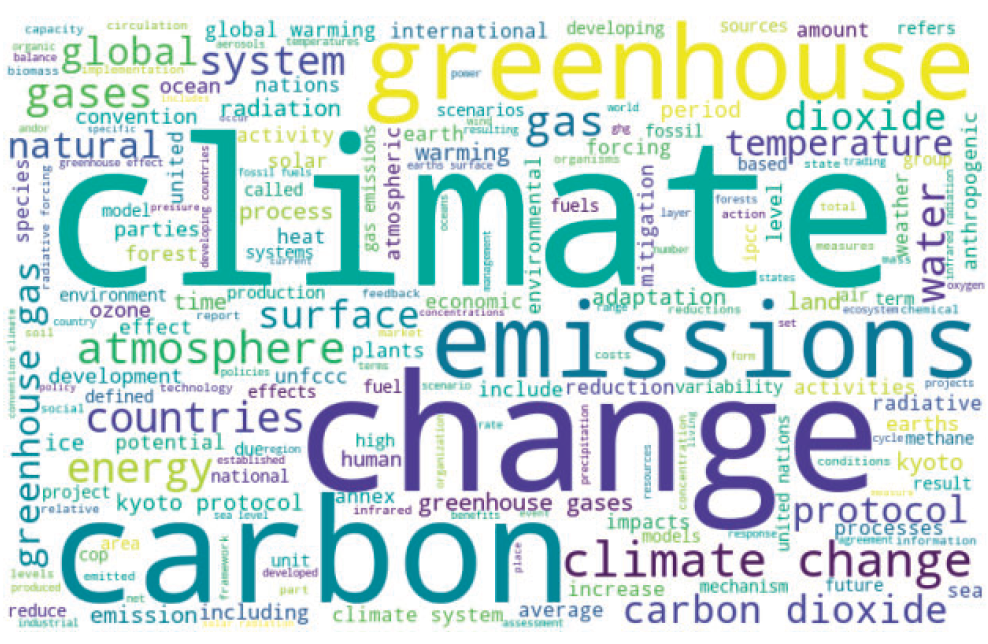 capacity circulation global warming international developing sources amount refers
organic aerosols temperatures
global system greenhouse
balance
biomass implementation power
gases ocean nations
includes
convention radiation scenarios world period dioxide
andor specific occur wind resulting gas ghg fossil
natural united activity atmospheric earth forcing temperature anthropogenic
greenhouse effect solar gas emissions warming earths surface organisms based state trading group
species radiative forcing climate
fossil fuels called environmental fuels mitigation layer forests level weather total water infrared radiation
model pressure developing countries process oceans action ipcc
parties heat management number measures
forest systems current states mass oxygen
environment time production feedback economic adaptation land air term
ozone report concentrations range reductions ecosystem chemical
country effect surface market emissions set
soil
convention climate greenhouse gas atmosphere plants costs form
development policies unfccc terms
policy technology effects fuel scenario include reduction variability activities projects
defined
social countries change radiative
rate organization precipitation living earths
ice potential due region high concentration united nations cycle methane
energy established national human resources conditions kyoto
project kyoto protocol annex measure result
relative sea level infrared greenhouse gases protocol
carbon benefits event impacts processes
area models response agreement information
cop framework unit place climate change
levels emitted developed increase mechanism future sea
produced net part
reduce emission including climate system average carbon dioxide
industrial solar radiation assessment